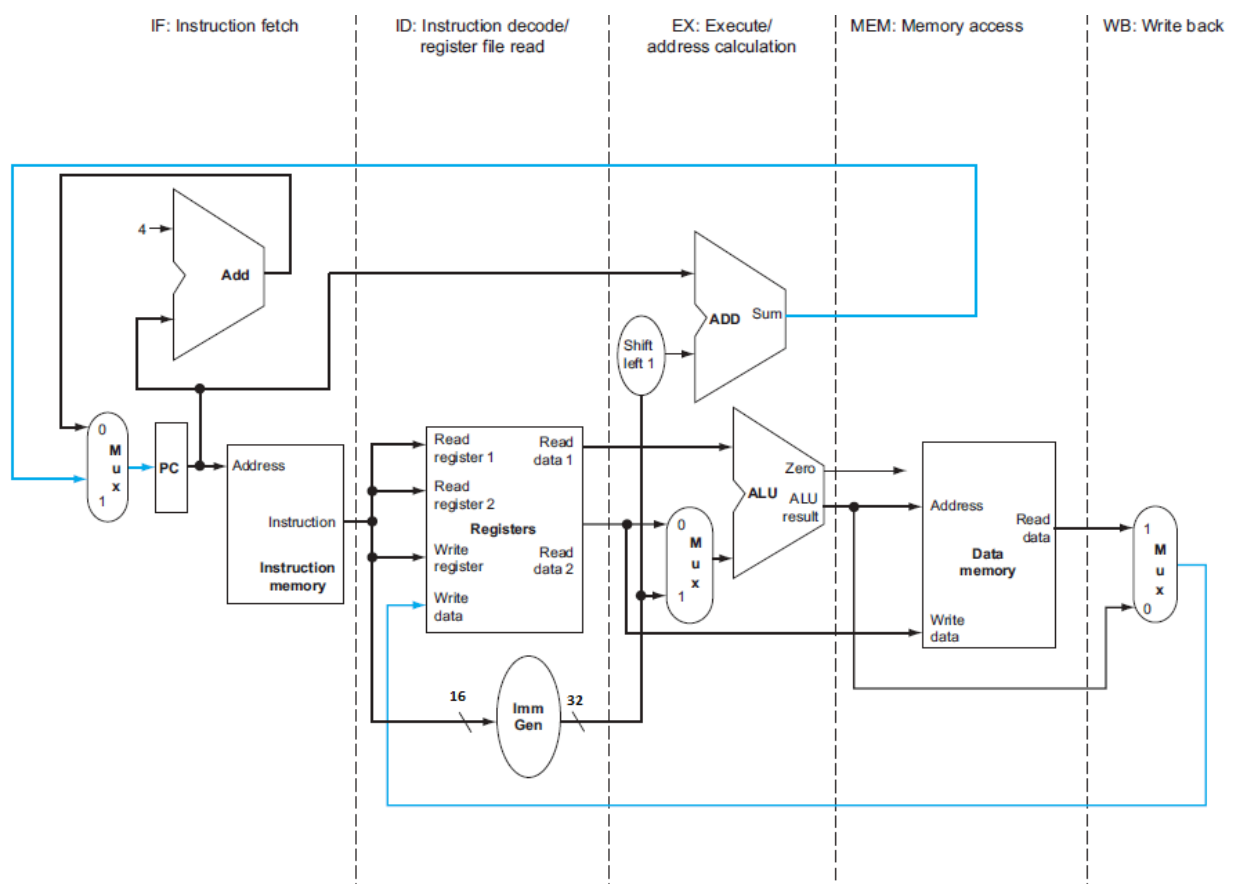 IF: Instruction fetch
ID: Instruction decode/
register file read
EX: Execute/
address calculation
MEM: Memory access
WB: Write back
4
Add
ADD
Sum
Shift
left 1
0
M
u
x
1
PC
Address
Instruction
Instruction
memory
Read
register 1
Read
register 2
Write
register
Write
data
Registers
Read
data 1
Read
data 2
16
Imm
Gen
32
0
M
u
x
1
ALU
Zero
ALU
result
Address
Write
data
Data
memory
Read
data
1
M
u
x
0